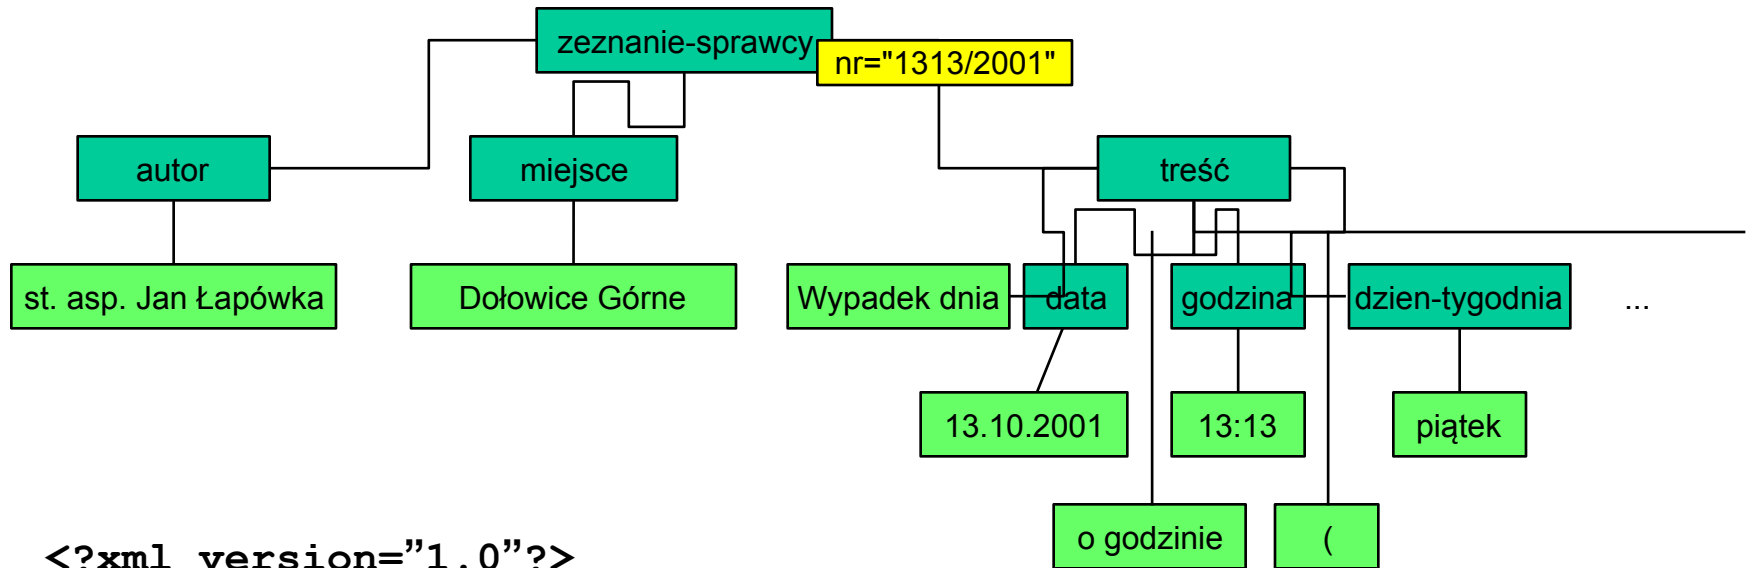 zeznanie-sprawcy
nr="1313/2001"
autor
miejsce
treść
st. asp. Jan Łapówka
Dołowice Górne
Wypadek dnia
data
godzina
dzien-tygodnia
...
13.10.2001
13:13
piątek
o godzinie
(
<?xml version=”1.0”?>